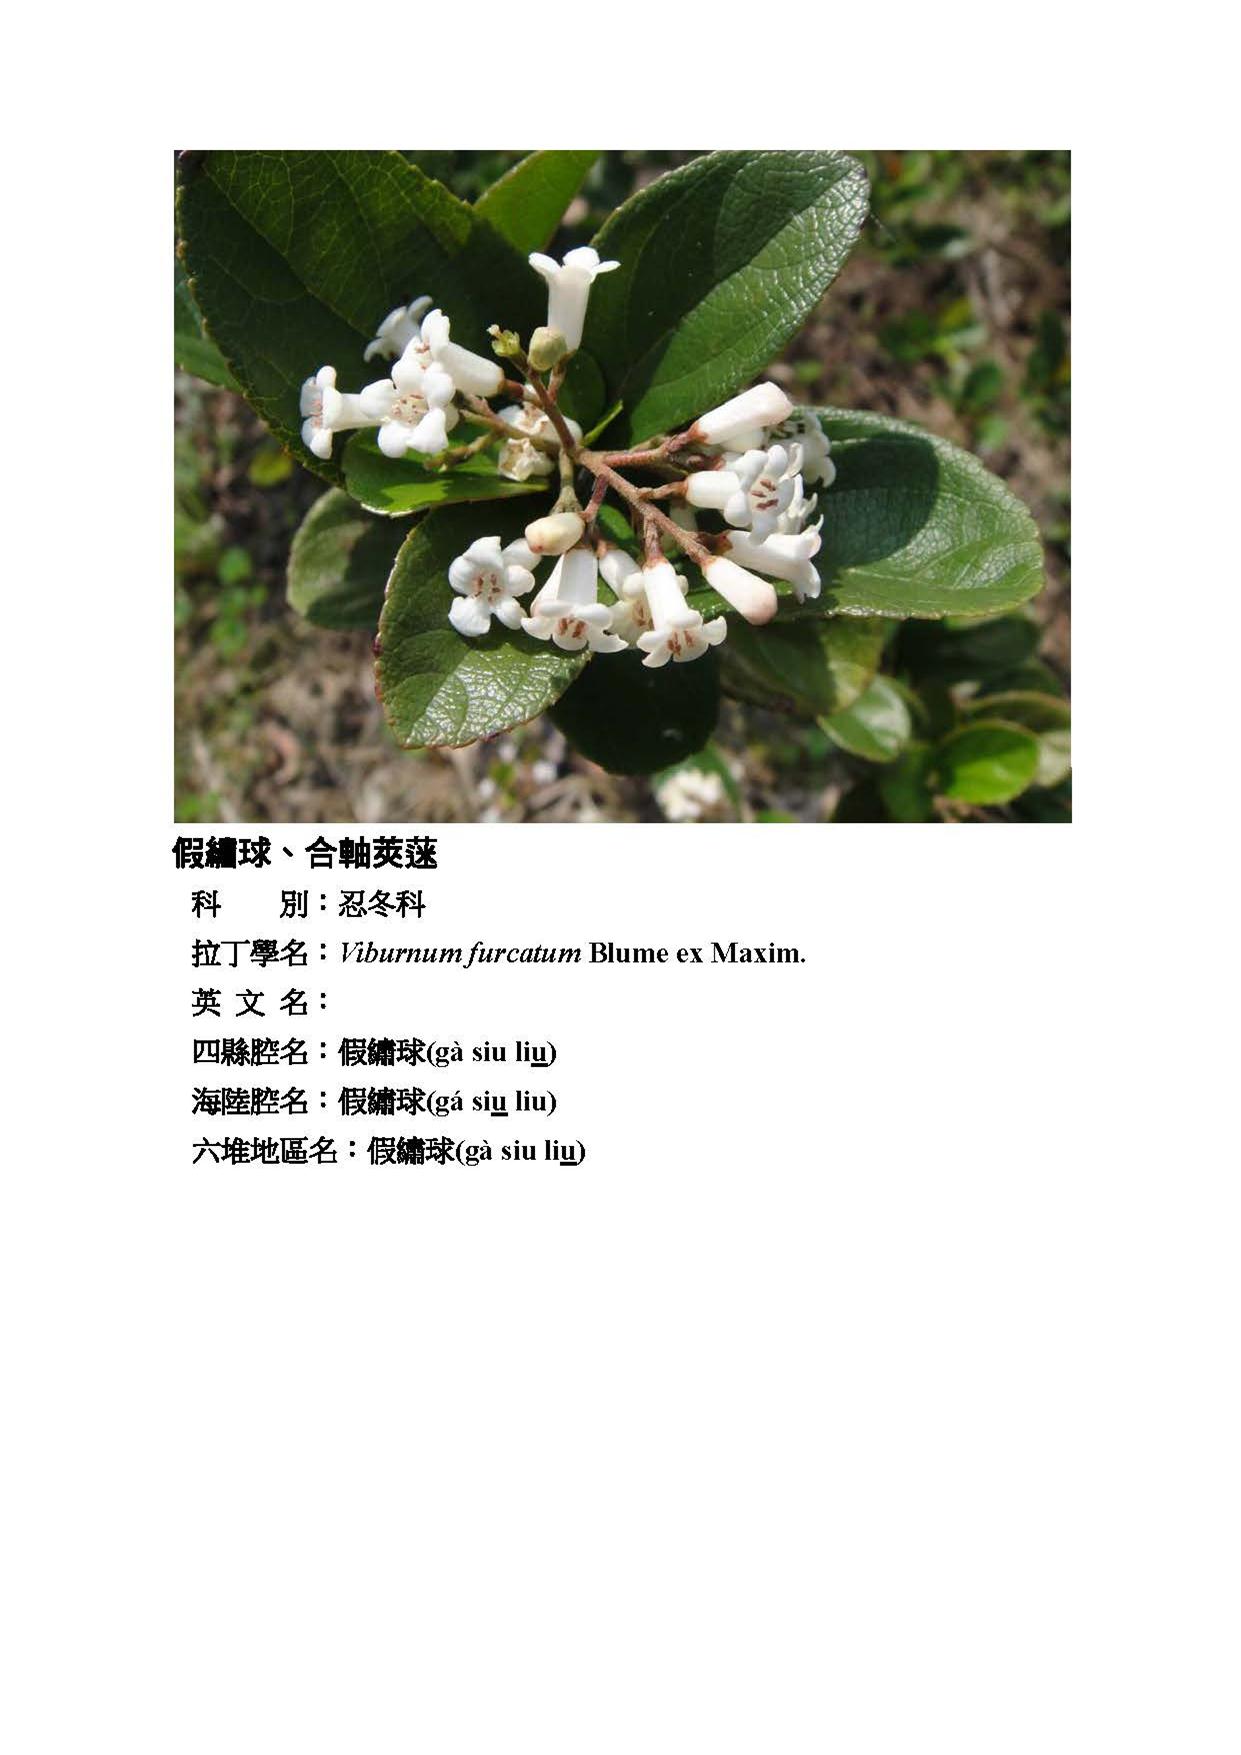 假繡球、合軸莢蒾
科　　別：忍冬科
拉丁學名：Viburnum furcatum Blume ex Maxim.
英 文 名：
四縣腔名：假繡球(gà siu liu)
海陸腔名：假繡球(gá siu liu)
六堆地區名：假繡球(gà siu liu)